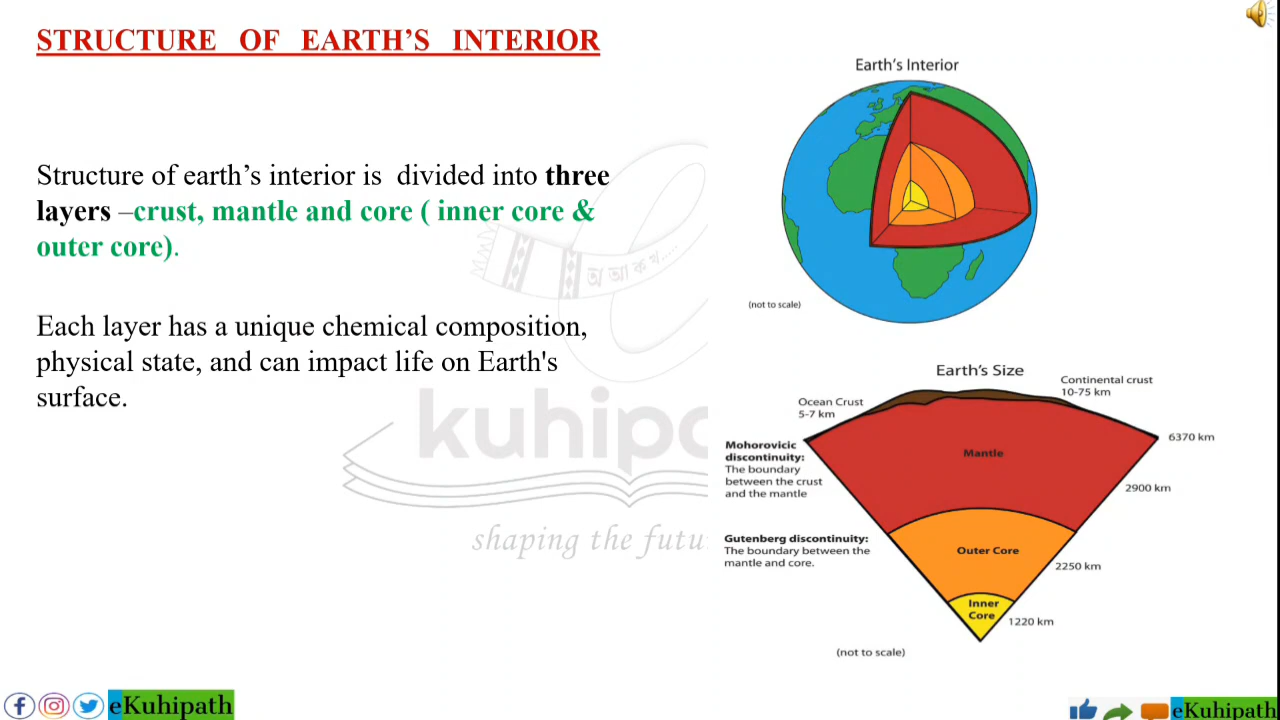 STRUCTURE OF EARTH’S INTERIOR
Structure of earth’s interior is divided into three
layers –crust, mantle and core ( inner core &
outer core).
Each layer has a unique chemical composition,
physical state, and can impact life on Earth's
surface.
অ আ ক খ.....
kuhipa
shaping the futu
Earth’s Interior
(not to scale)
Earth’s Size
Continental crust
10-75 km
Ocean Crust
5-7 km
6370 km
Mohorovicic
discontinuity:
The boundary
between the crust
and the mantle
Mantle
2900 km
Gutenberg discontinuity:
The boundary between the
mantle and core.
Outer Core
2250 km
Inner
Core
1220 km
(not to scale)
eKuhipath
eKuhipath